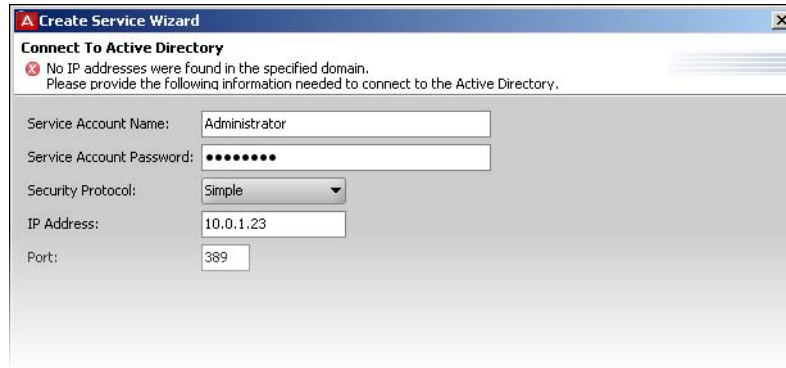 Create Service Wizard
Connect To Active Directory
No IP addresses were found in the specified domain.
Please provide the following information needed to connect to the Active Directory.
Service Account Name: Administrator
Service Account Password: ●●●●●●●●
Security Protocol: Simple
IP Address: 10.0.1.23
Port: 389